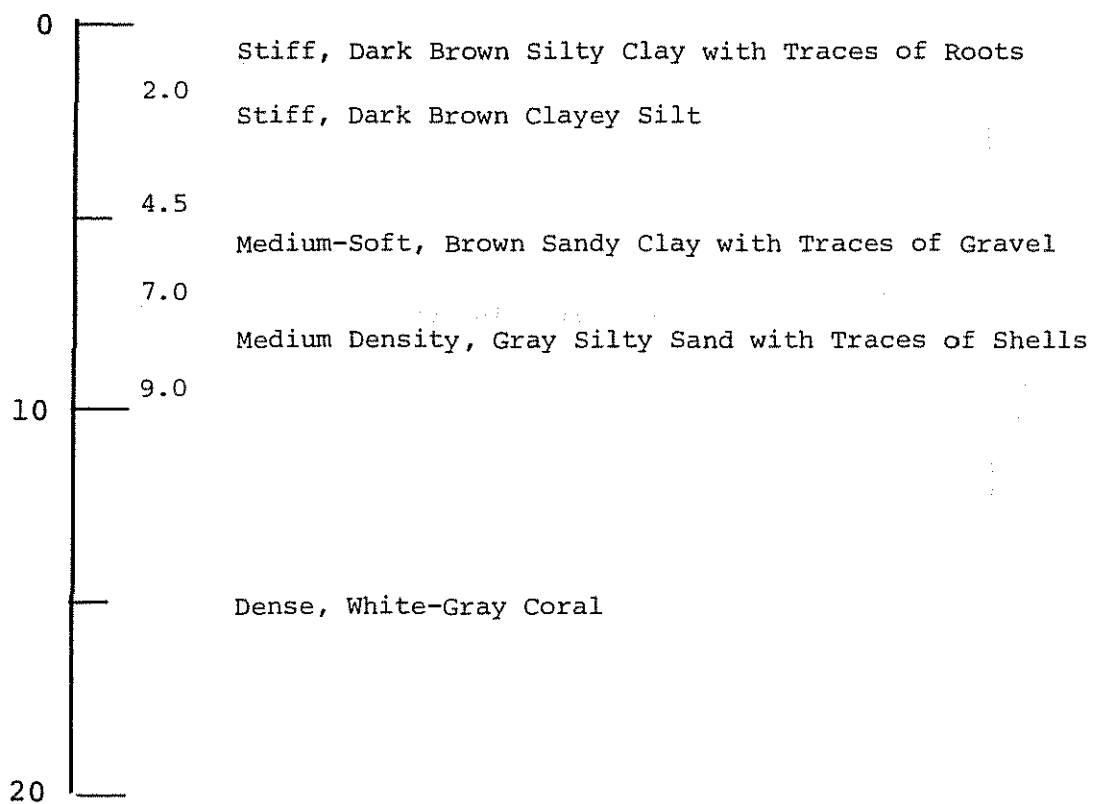 0
Stiff, Dark Brown Silty Clay with Traces of Roots
2.0
Stiff, Dark Brown Clayey Silt
4.5
Medium-Soft, Brown Sandy Clay with Traces of Gravel
7.0
Medium Density, Gray Silty Sand with Traces of Shells
9.0
10
Dense, White-Gray Coral
20